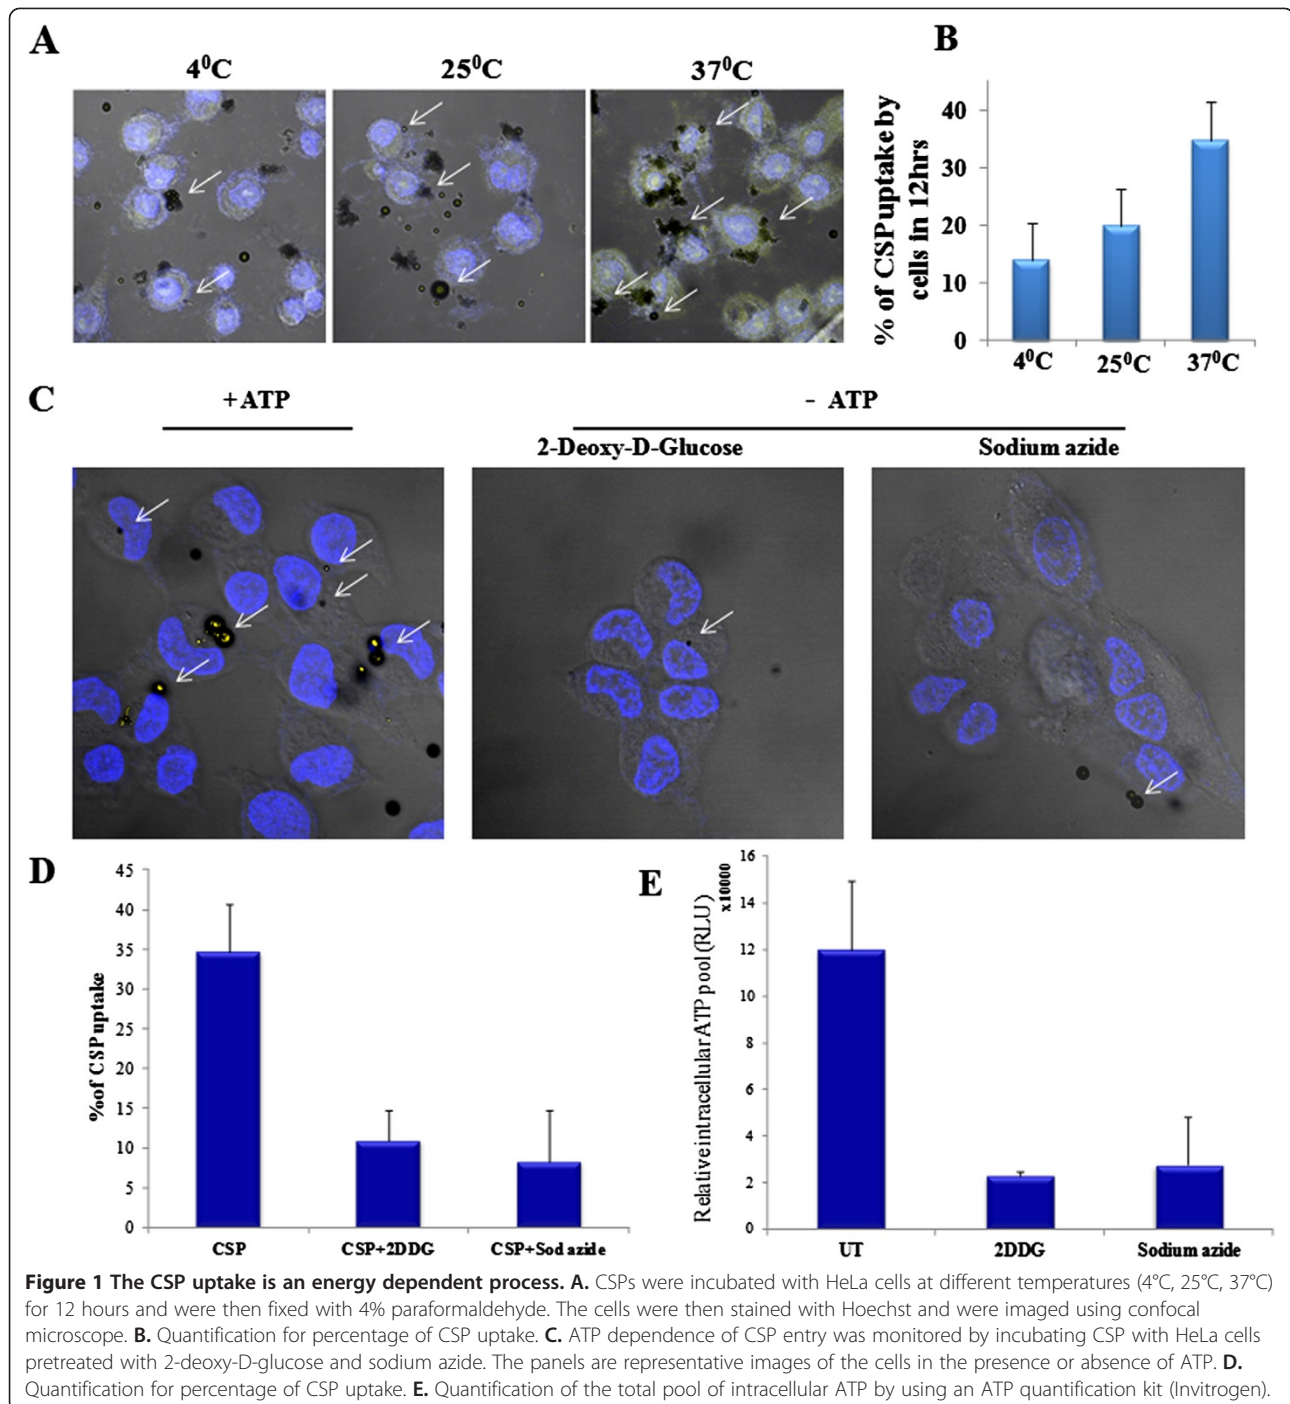 A
4⁰C 25⁰C 37⁰C
B
% of CSP uptake by
cells in 12hrs
40
30
20
10
0
4⁰C 25⁰C 37⁰C
C
+ATP - ATP
2-Deoxy-D-Glucose Sodium azide
D
%of CSP uptake
45
40
35
30
25
20
15
10
5
0
CSP CSP+2DDG CSP+Sod azide
E
Relative intracellular ATP pool (RLU)
x10000
16
14
12
10
8
6
4
2
0
UT 2DDG Sodium azide
Figure 1 The CSP uptake is an energy dependent process. A. CSPs were incubated with HeLa cells at different temperatures (4°C, 25°C, 37°C)
for 12 hours and were then fixed with 4% paraformaldehyde. The cells were then stained with Hoechst and were imaged using confocal
microscope. B. Quantification for percentage of CSP uptake. C. ATP dependence of CSP entry was monitored by incubating CSP with HeLa cells
pretreated with 2-deoxy-D-glucose and sodium azide. The panels are representative images of the cells in the presence or absence of ATP. D.
Quantification for percentage of CSP uptake. E. Quantification of the total pool of intracellular ATP by using an ATP quantification kit (Invitrogen).